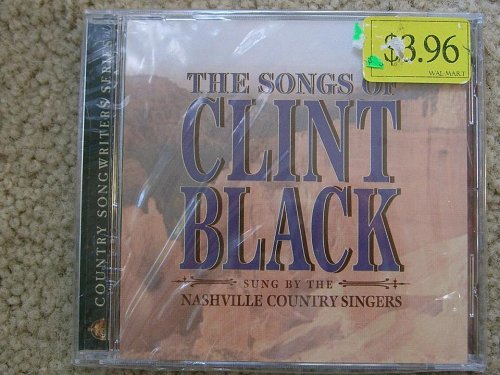 $3.96
WAL-MART
THE SONGS OF
CLINT
BLACK
SUNG BY THE
NASHVILLE COUNTRY SINGERS
COUNTRY SONGWRITERS SERIES